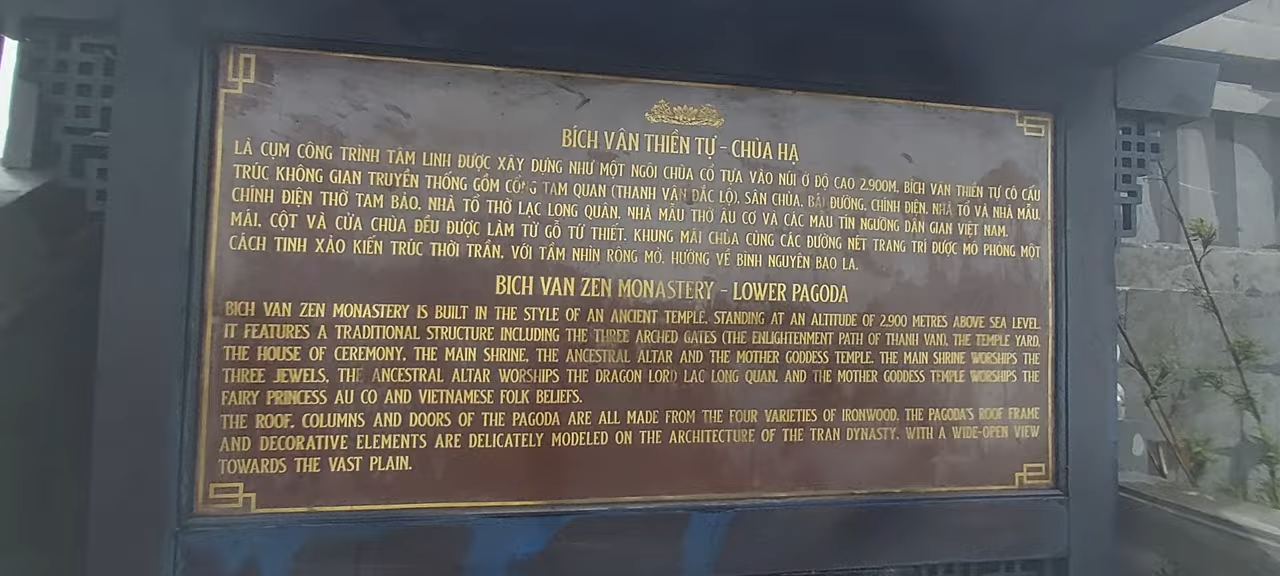 BÍCH VÂN THIỀN TỰ - CHÙA HẠ
LÀ CỤM CÔNG TRÌNH TÂM LINH ĐƯỢC XÂY DỰNG NHƯ MỘT NGÔI CHÙA CỔ TỰA VÀO NÚI Ở ĐỘ CAO 2.900M, BÍCH VÂN THIỀN TỰ CÓ CẤU
TRÚC KHÔNG GIAN TRUYỀN THỐNG GỒM CỔNG TAM QUAN (THANH VÂN ĐẮC LỘ), SÂN CHÙA, BÁI ĐƯỜNG, CHÍNH ĐIỆN, NHÀ TỔ VÀ NHÀ MẪU.
CHÍNH ĐIỆN THỜ TAM BẢO, NHÀ TỔ THỜ LẠC LONG QUÂN, NHÀ MẪU THỜ ÂU CƠ VÀ CÁC MẪU TÍN NGƯỠNG DÂN GIAN VIỆT NAM.
MÁI, CỘT VÀ CỬA CHÙA ĐỀU ĐƯỢC LÀM TỪ GỖ TỨ THIẾT. KHUNG MÁI CHÙA CÙNG CÁC ĐƯỜNG NÉT TRANG TRÍ ĐƯỢC MÔ PHỎNG MỘT
CÁCH TINH XẢO KIẾN TRÚC THỜI TRẦN, VỚI TẦM NHÌN RỘNG MỞ, HƯỚNG VỀ BÌNH NGUYÊN BAO LA.
BICH VAN ZEN MONASTERY - LOWER PAGODA
BICH VAN ZEN MONASTERY IS BUILT IN THE STYLE OF AN ANCIENT TEMPLE, STANDING AT AN ALTITUDE OF 2,900 METRES ABOVE SEA LEVEL.
IT FEATURES A TRADITIONAL STRUCTURE INCLUDING THE THREE ARCHED GATES (THE ENLIGHTENMENT PATH OF THANH VAN), THE TEMPLE YARD,
THE HOUSE OF CEREMONY, THE MAIN SHRINE, THE ANCESTRAL ALTAR AND THE MOTHER GODDESS TEMPLE. THE MAIN SHRINE WORSHIPS THE
THREE JEWELS, THE ANCESTRAL ALTAR WORSHIPS THE DRAGON LORD LAC LONG QUAN, AND THE MOTHER GODDESS TEMPLE WORSHIPS THE
FAIRY PRINCESS AU CO AND VIETNAMESE FOLK BELIEFS.
THE ROOF, COLUMNS AND DOORS OF THE PAGODA ARE ALL MADE FROM THE FOUR VARIETIES OF IRONWOOD. THE PAGODA'S ROOF FRAME
AND DECORATIVE ELEMENTS ARE DELICATELY MODELED ON THE ARCHITECTURE OF THE TRAN DYNASTY, WITH A WIDE-OPEN VIEW
TOWARDS THE VAST PLAIN.